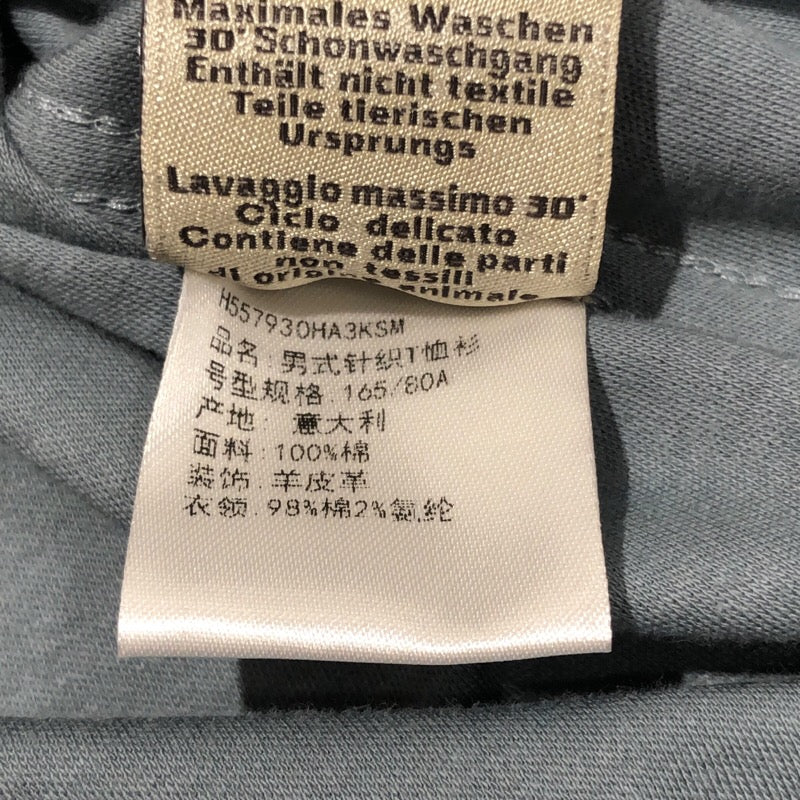 Maximales Waschen
30° Schonwaschgang
Enthält nicht textile
Teile tierischen
Ursprungs
Lavaggio massimo 30°
Ciclo delicato
Contiene delle parti
non tessili
di origine animale
H557930HA3KSM
品名: 男式针织T恤衫
号型规格: 165/80A
产地: 意大利
面料: 100%棉
装饰: 羊皮革
衣领: 98%棉2%氨纶